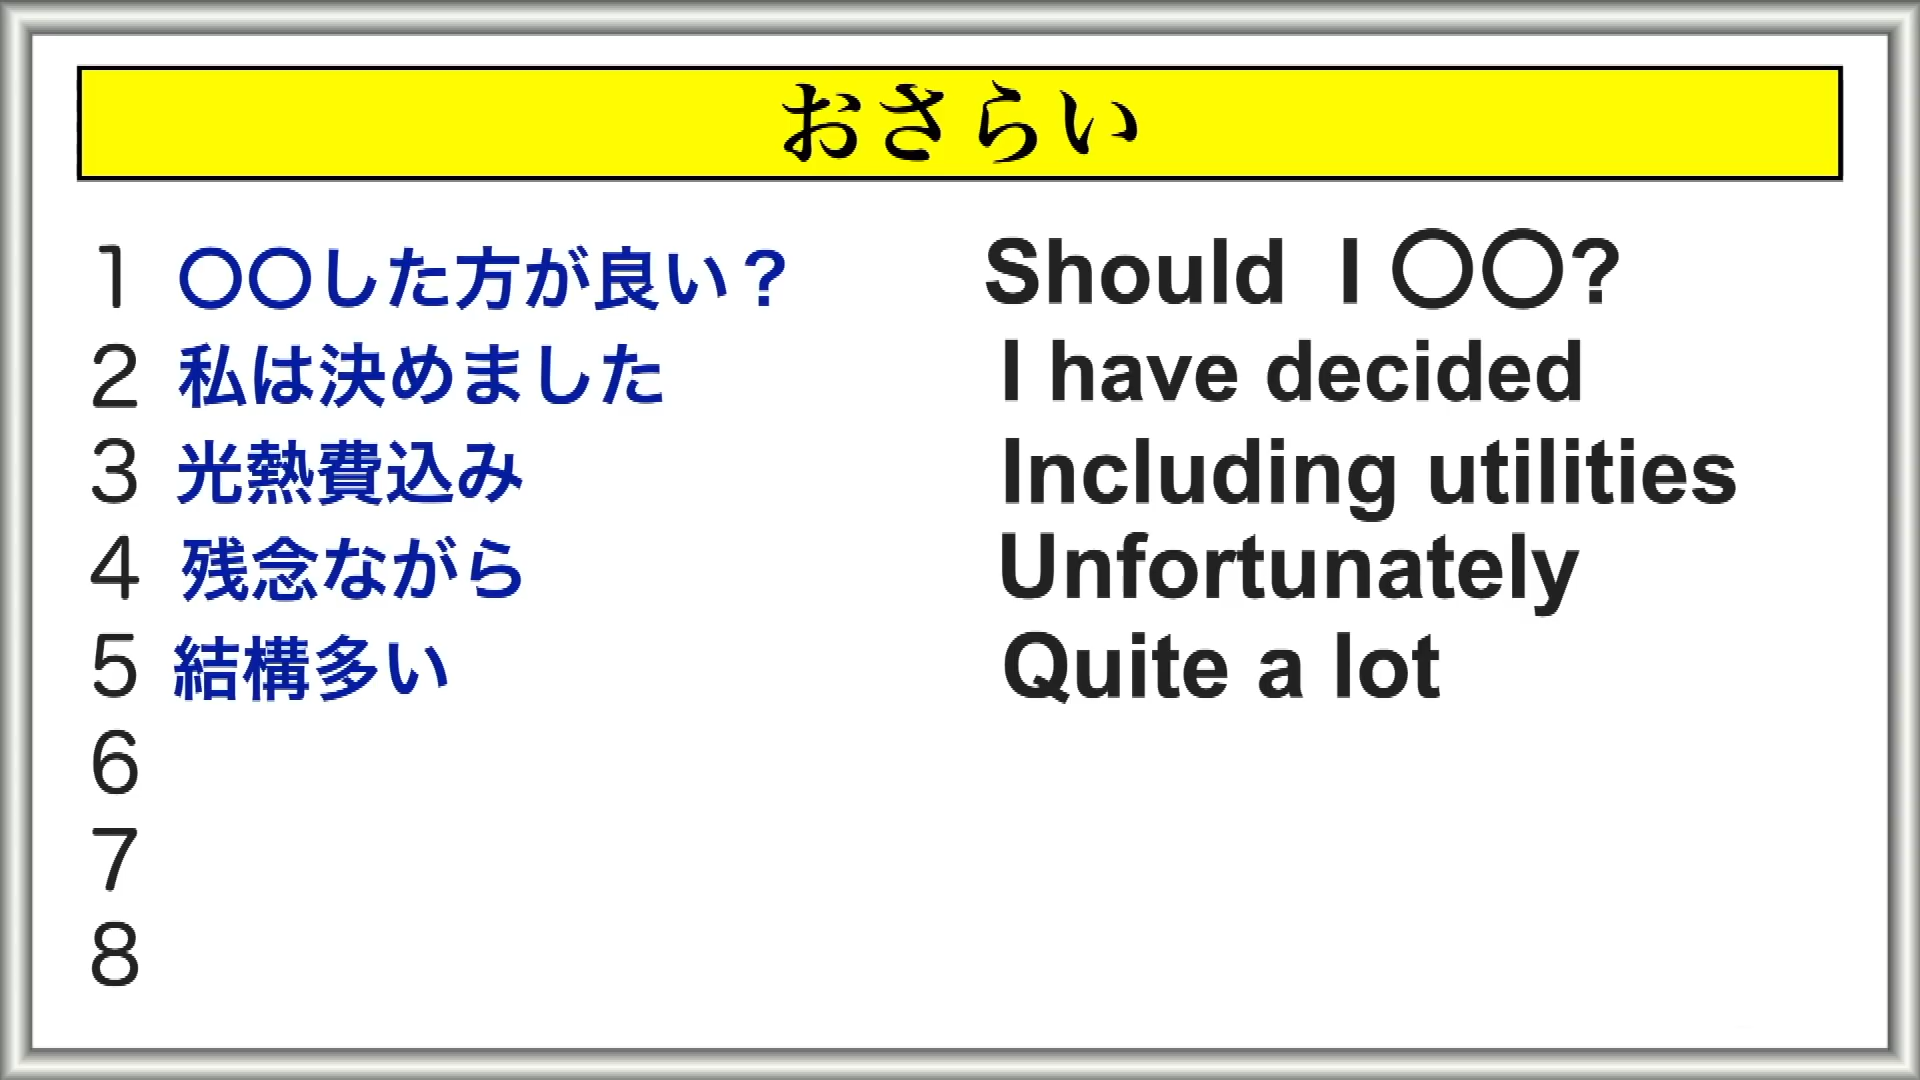 おさらい
1 〇〇した方が良い？ Should I 〇〇?
2 私は決めました I have decided
3 光熱費込み Including utilities
4 残念ながら Unfortunately
5 結構多い Quite a lot
6
7
8